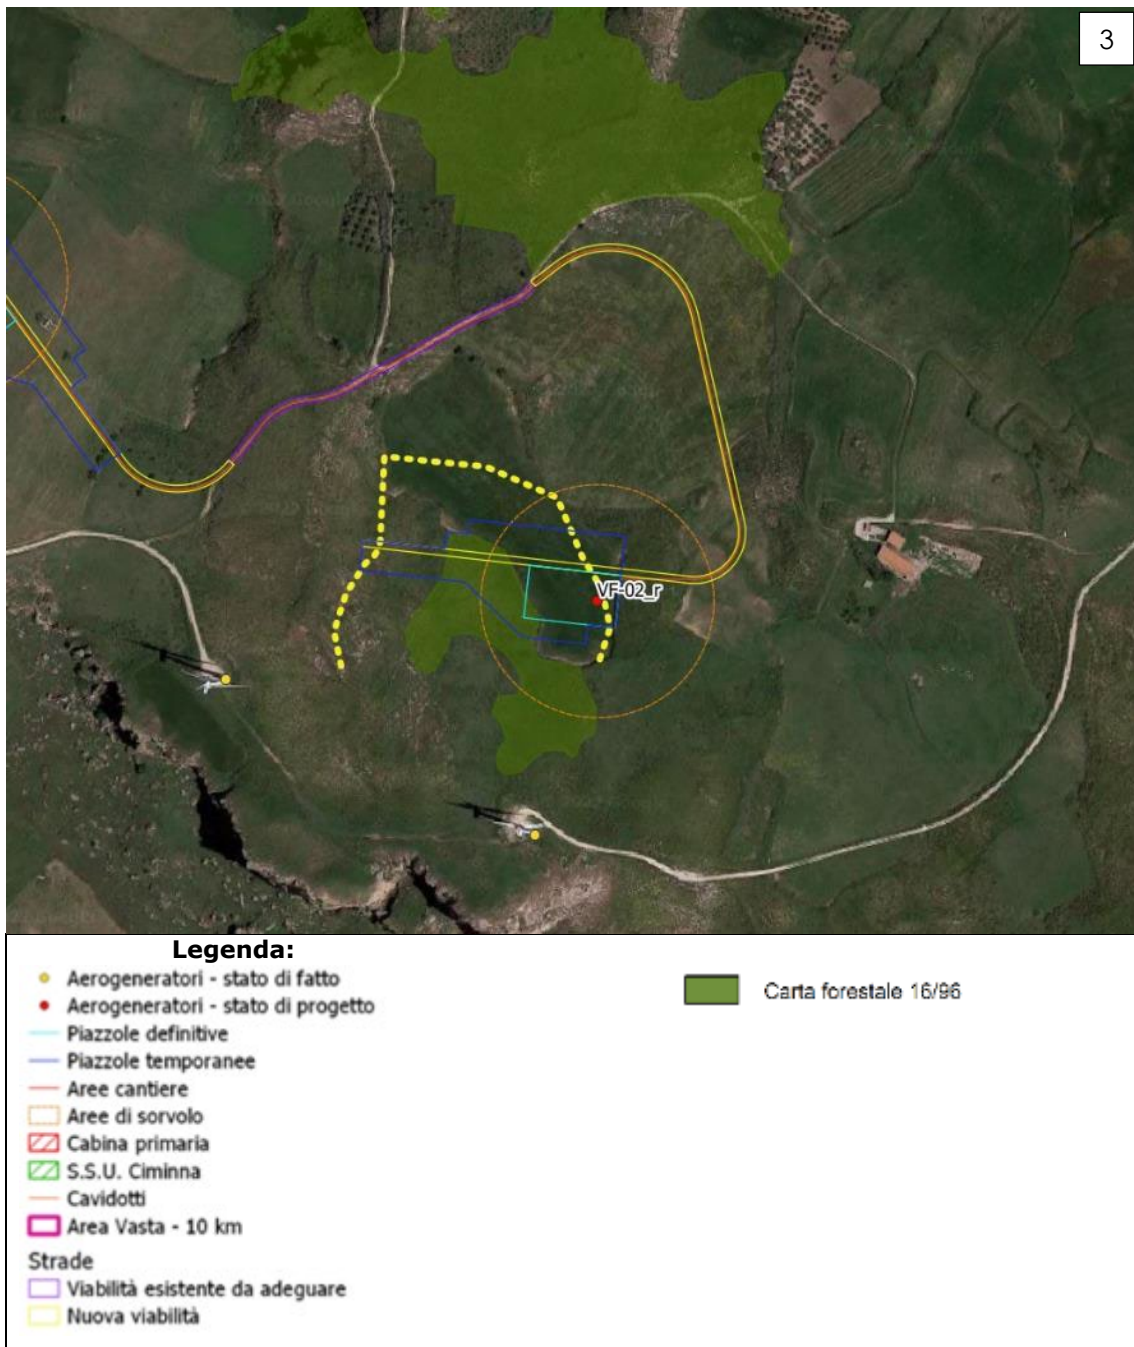 3
VF-02_r
Legenda:
Aerogeneratori - stato di fatto
Aerogeneratori - stato di progetto
Piazzole definitive
Piazzole temporanee
Aree cantiere
Aree di sorvolo
Cabina primaria
S.S.U. Ciminna
Cavidotti
Area Vasta - 10 km
Strade
Viabilità esistente da adeguare
Nuova viabilità
Carta forestale 16/96